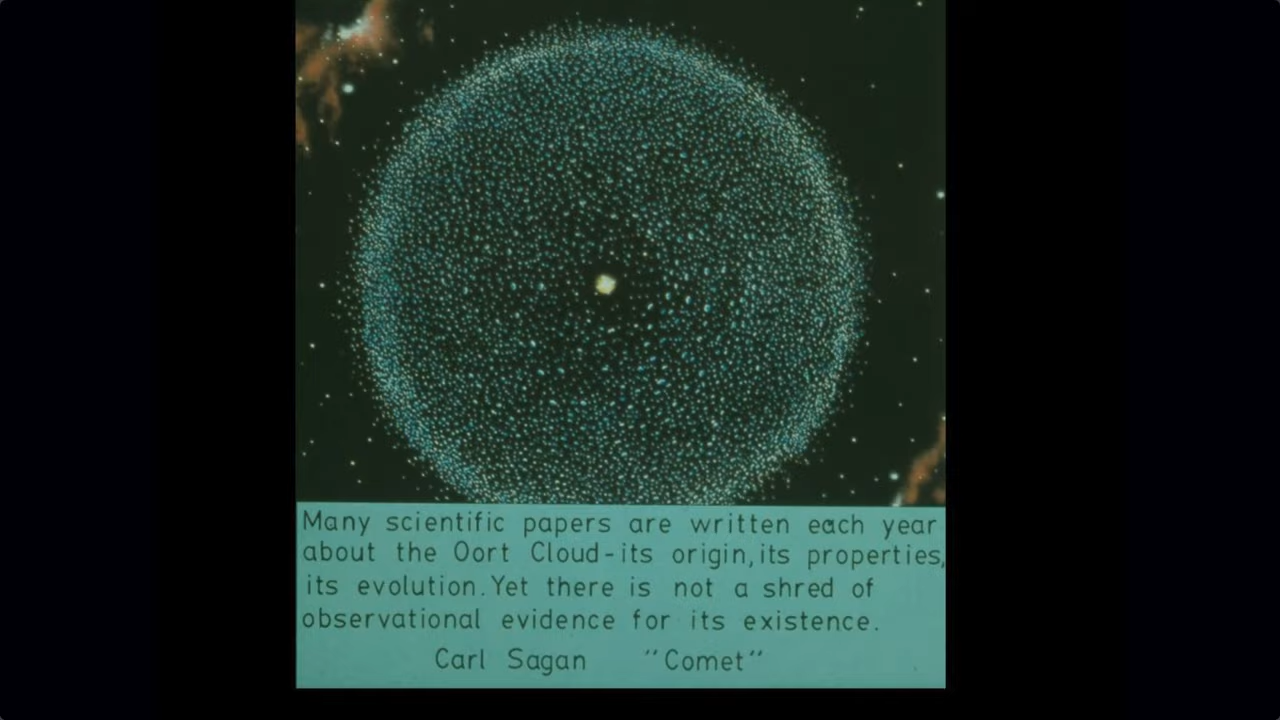 Many scientific papers are written each year
about the Oort Cloud-its origin, its properties,
its evolution. Yet there is not a shred of
observational evidence for its existence.
Carl Sagan "Comet"